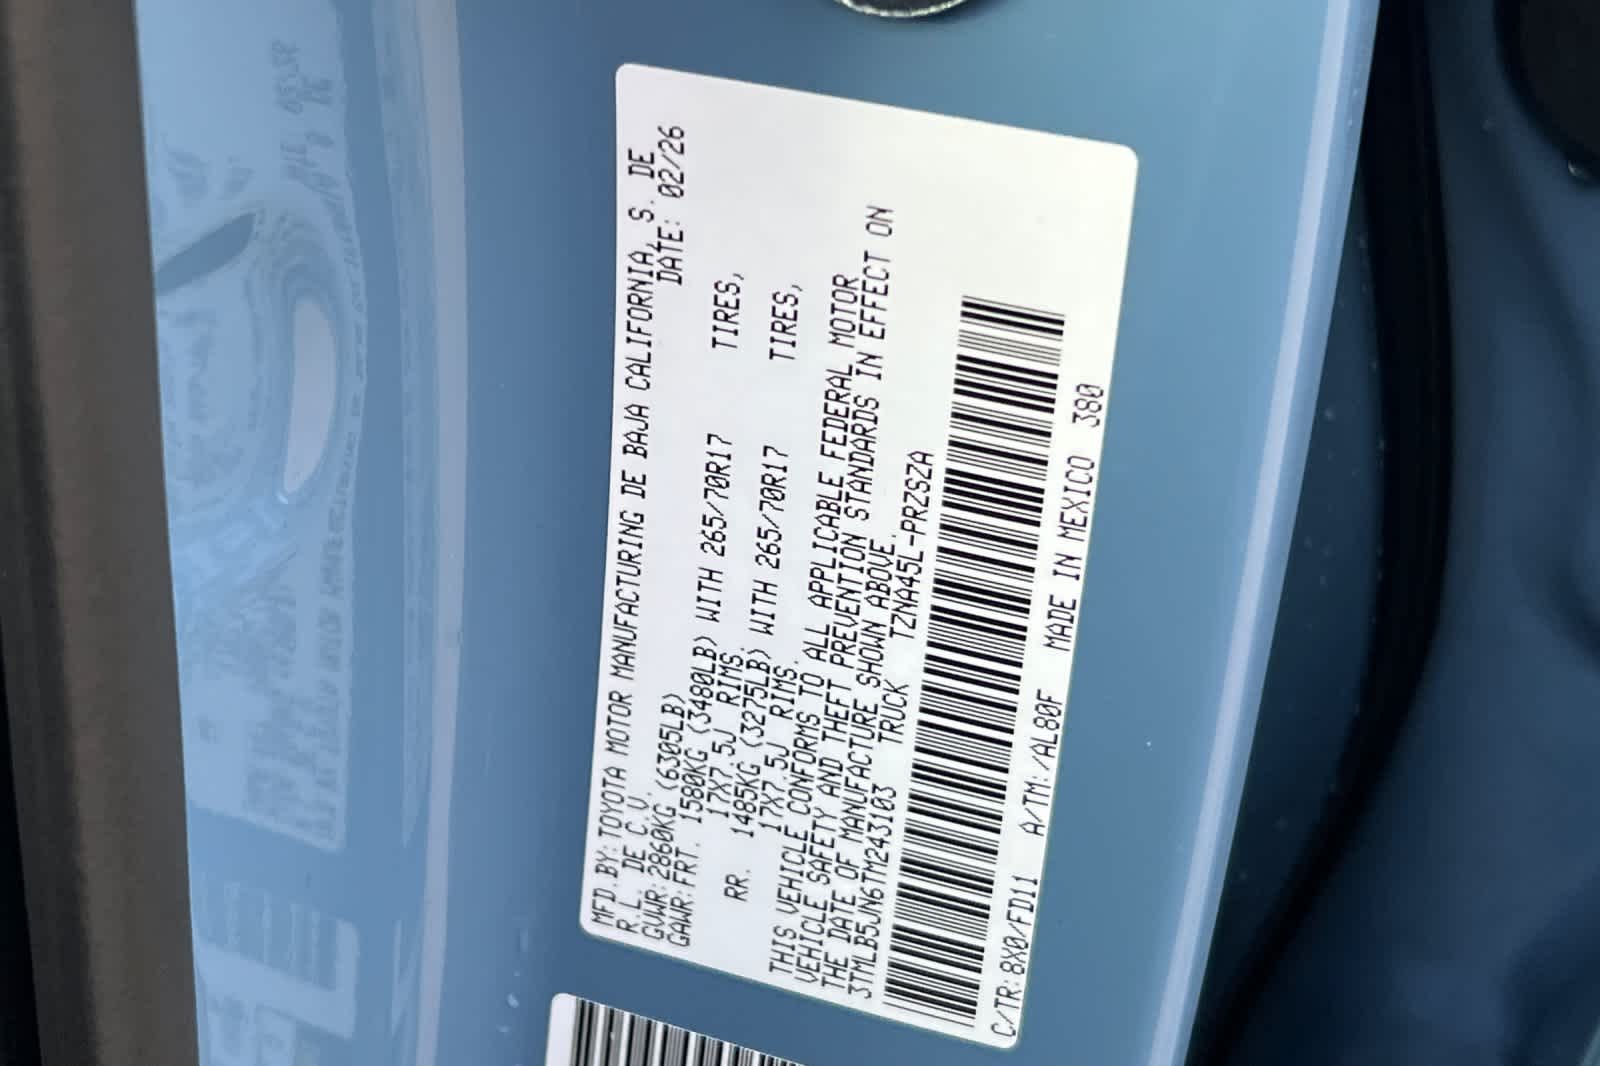 MFD.BY: TOYOTA MOTOR MANUFACTURING DE BAJA CALIFORNIA, S. DE
R.L. DE C.V. DATE: 02/26
GVWR: 2860KG (6305LB)
GAWR: FRT. 1580KG (3480LB) WITH 265/70R17 TIRES,
17X7.5J RIMS.
RR. 1485KG (3275LB) WITH 265/70R17 TIRES,
17X7.5J RIMS.
THIS VEHICLE CONFORMS TO ALL APPLICABLE FEDERAL MOTOR
VEHICLE SAFETY AND THEFT PREVENTION STANDARDS IN EFFECT ON
THE DATE OF MANUFACTURE SHOWN ABOVE.
3TMLB5JN6TM243103 TRUCK TZNA45L-PRZSZA
C/TR: 8X0/FD11 A/TM: /AL80F MADE IN MEXICO 380